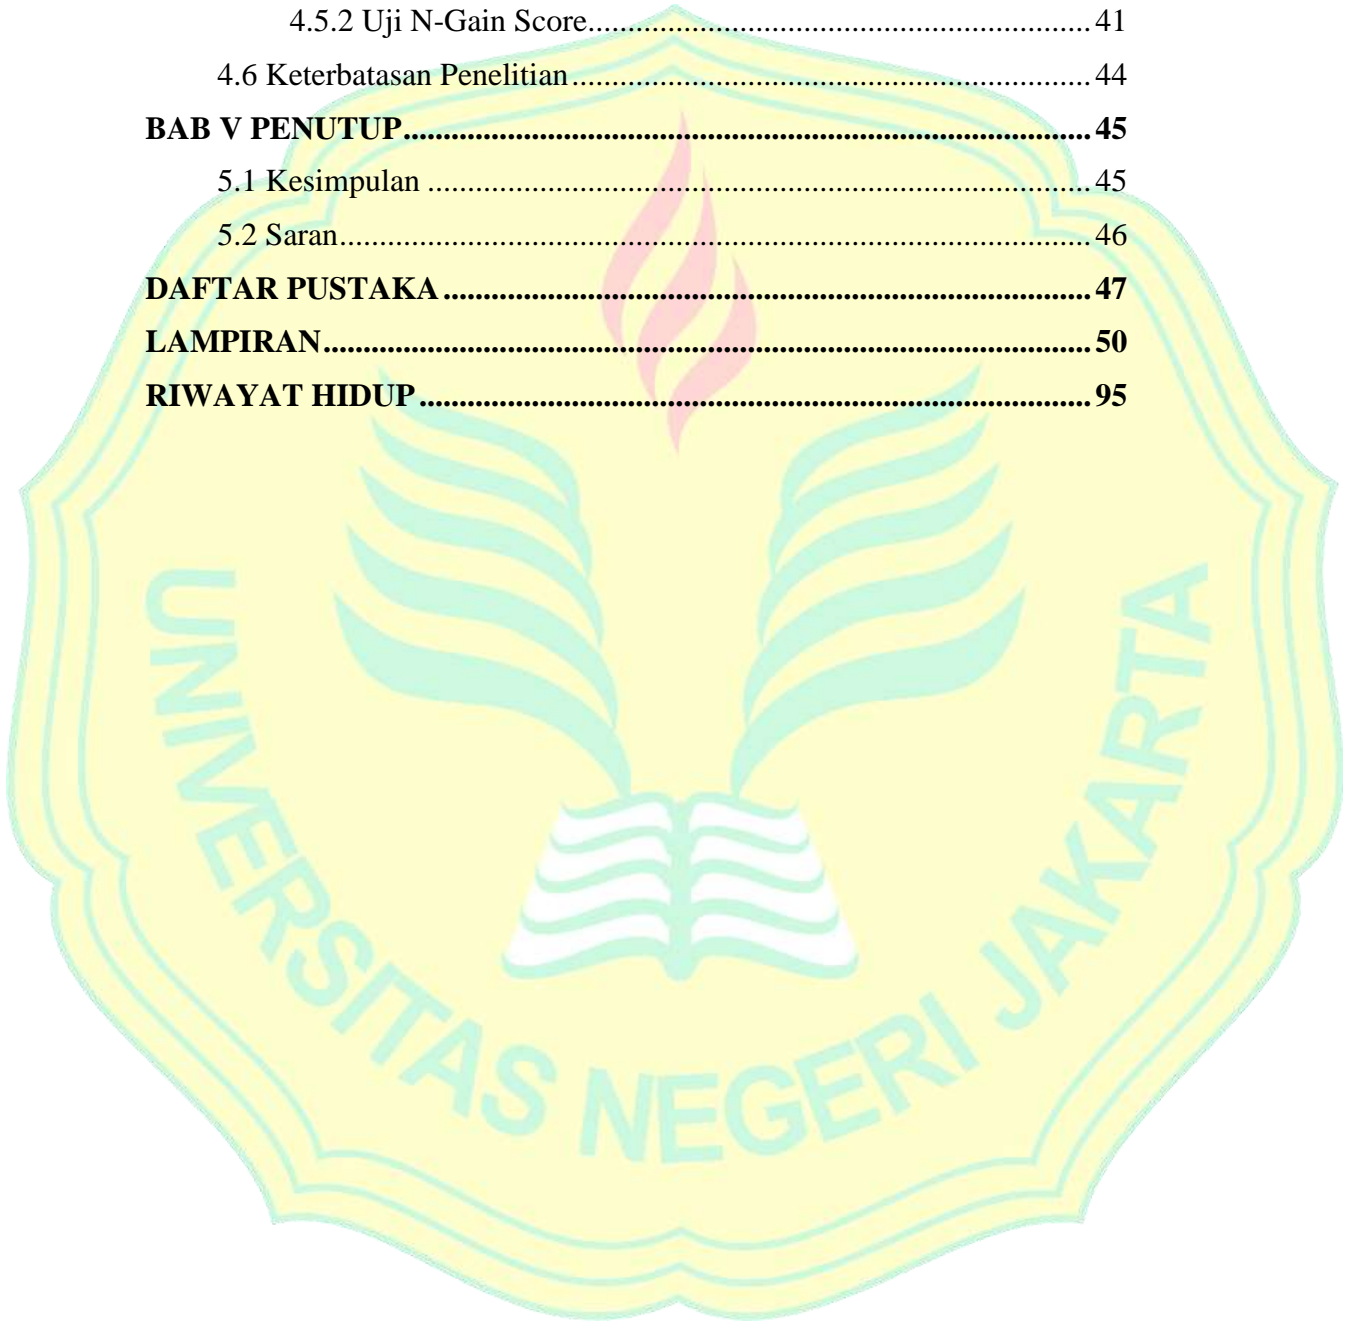 4.5.2 Uji N-Gain Score.............................................................. 41
4.6 Keterbatasan Penelitian................................................................ 44
BAB V PENUTUP..................................................................................... 45
5.1 Kesimpulan .................................................................................. 45
5.2 Saran............................................................................................. 46
DAFTAR PUSTAKA ................................................................................ 47
LAMPIRAN............................................................................................... 50
RIWAYAT HIDUP ................................................................................... 95
UNIVERSITAS NEGERI JAKARTA